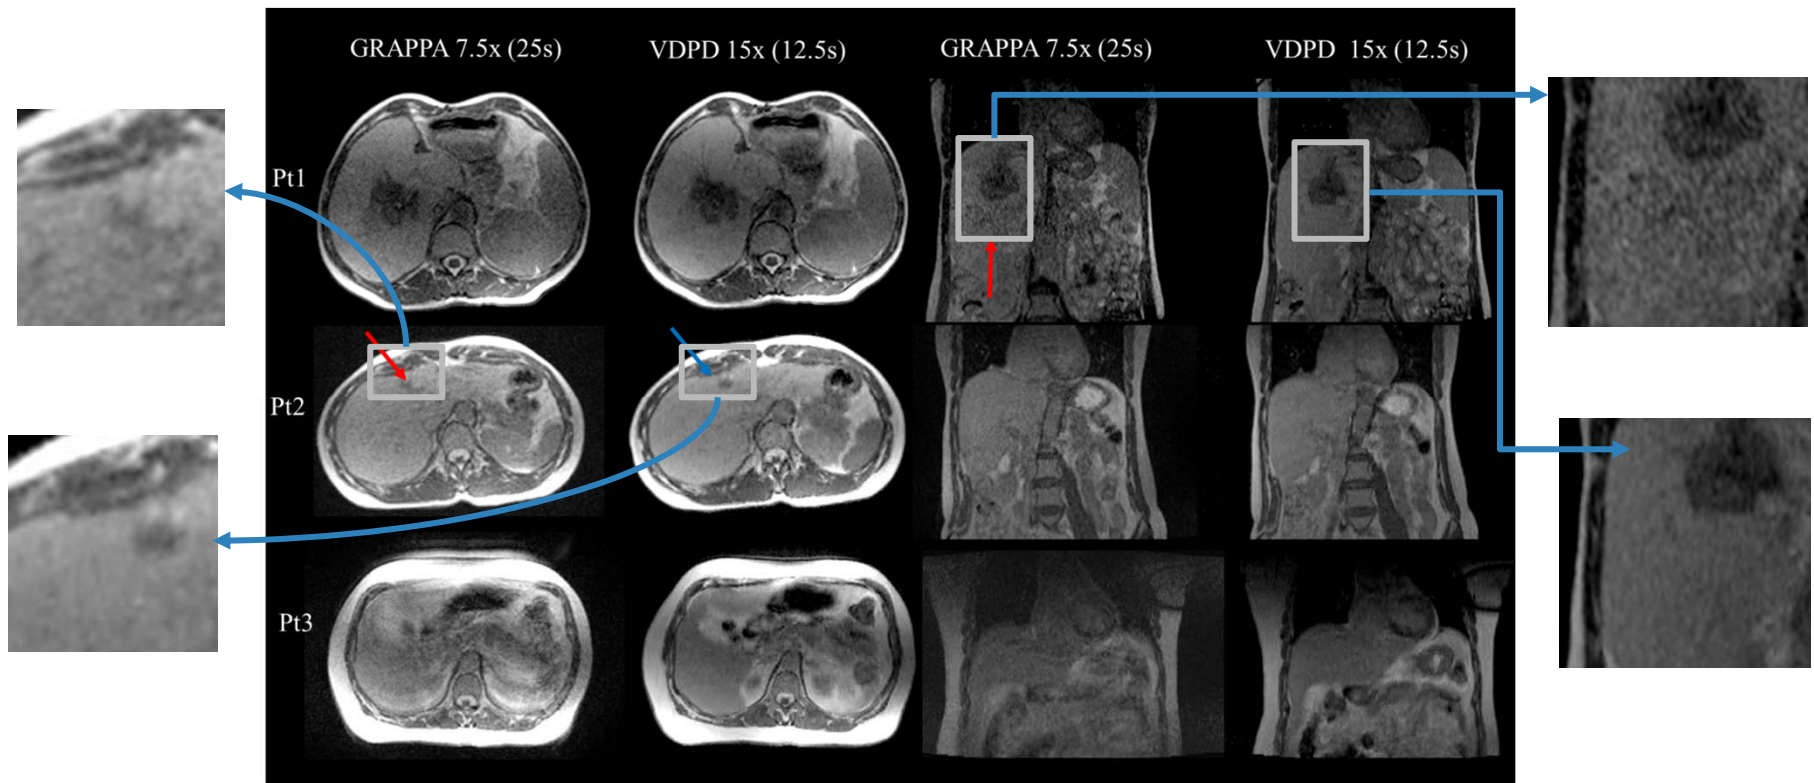 GRAPPA 7.5x (25s)
VDPD 15x (12.5s)
GRAPPA 7.5x (25s)
VDPD 15x (12.5s)
Pt1
Pt2
Pt3